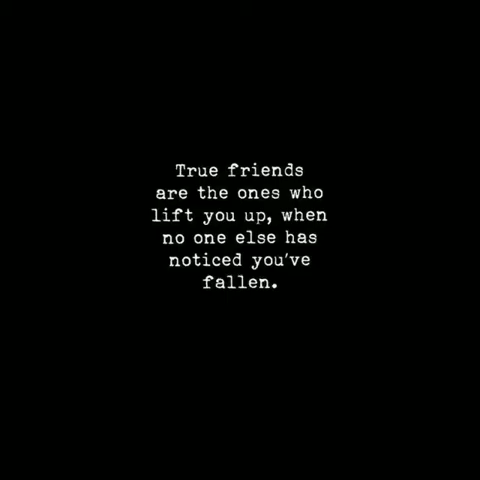 True friends
are the ones who
lift you up, when
no one else has
noticed you've
fallen.